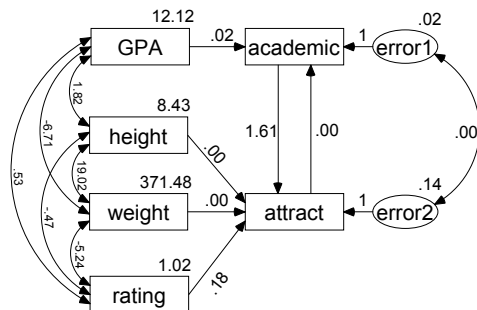 12.12
GPA
.02
academic
1
.02
error1
1.82
8.43
height
-6.71
.00
1.61
.00
.00
.53
19.02
371.48
-.47
weight
.00
attract
1
.14
error2
-5.24
1.02
rating
.18